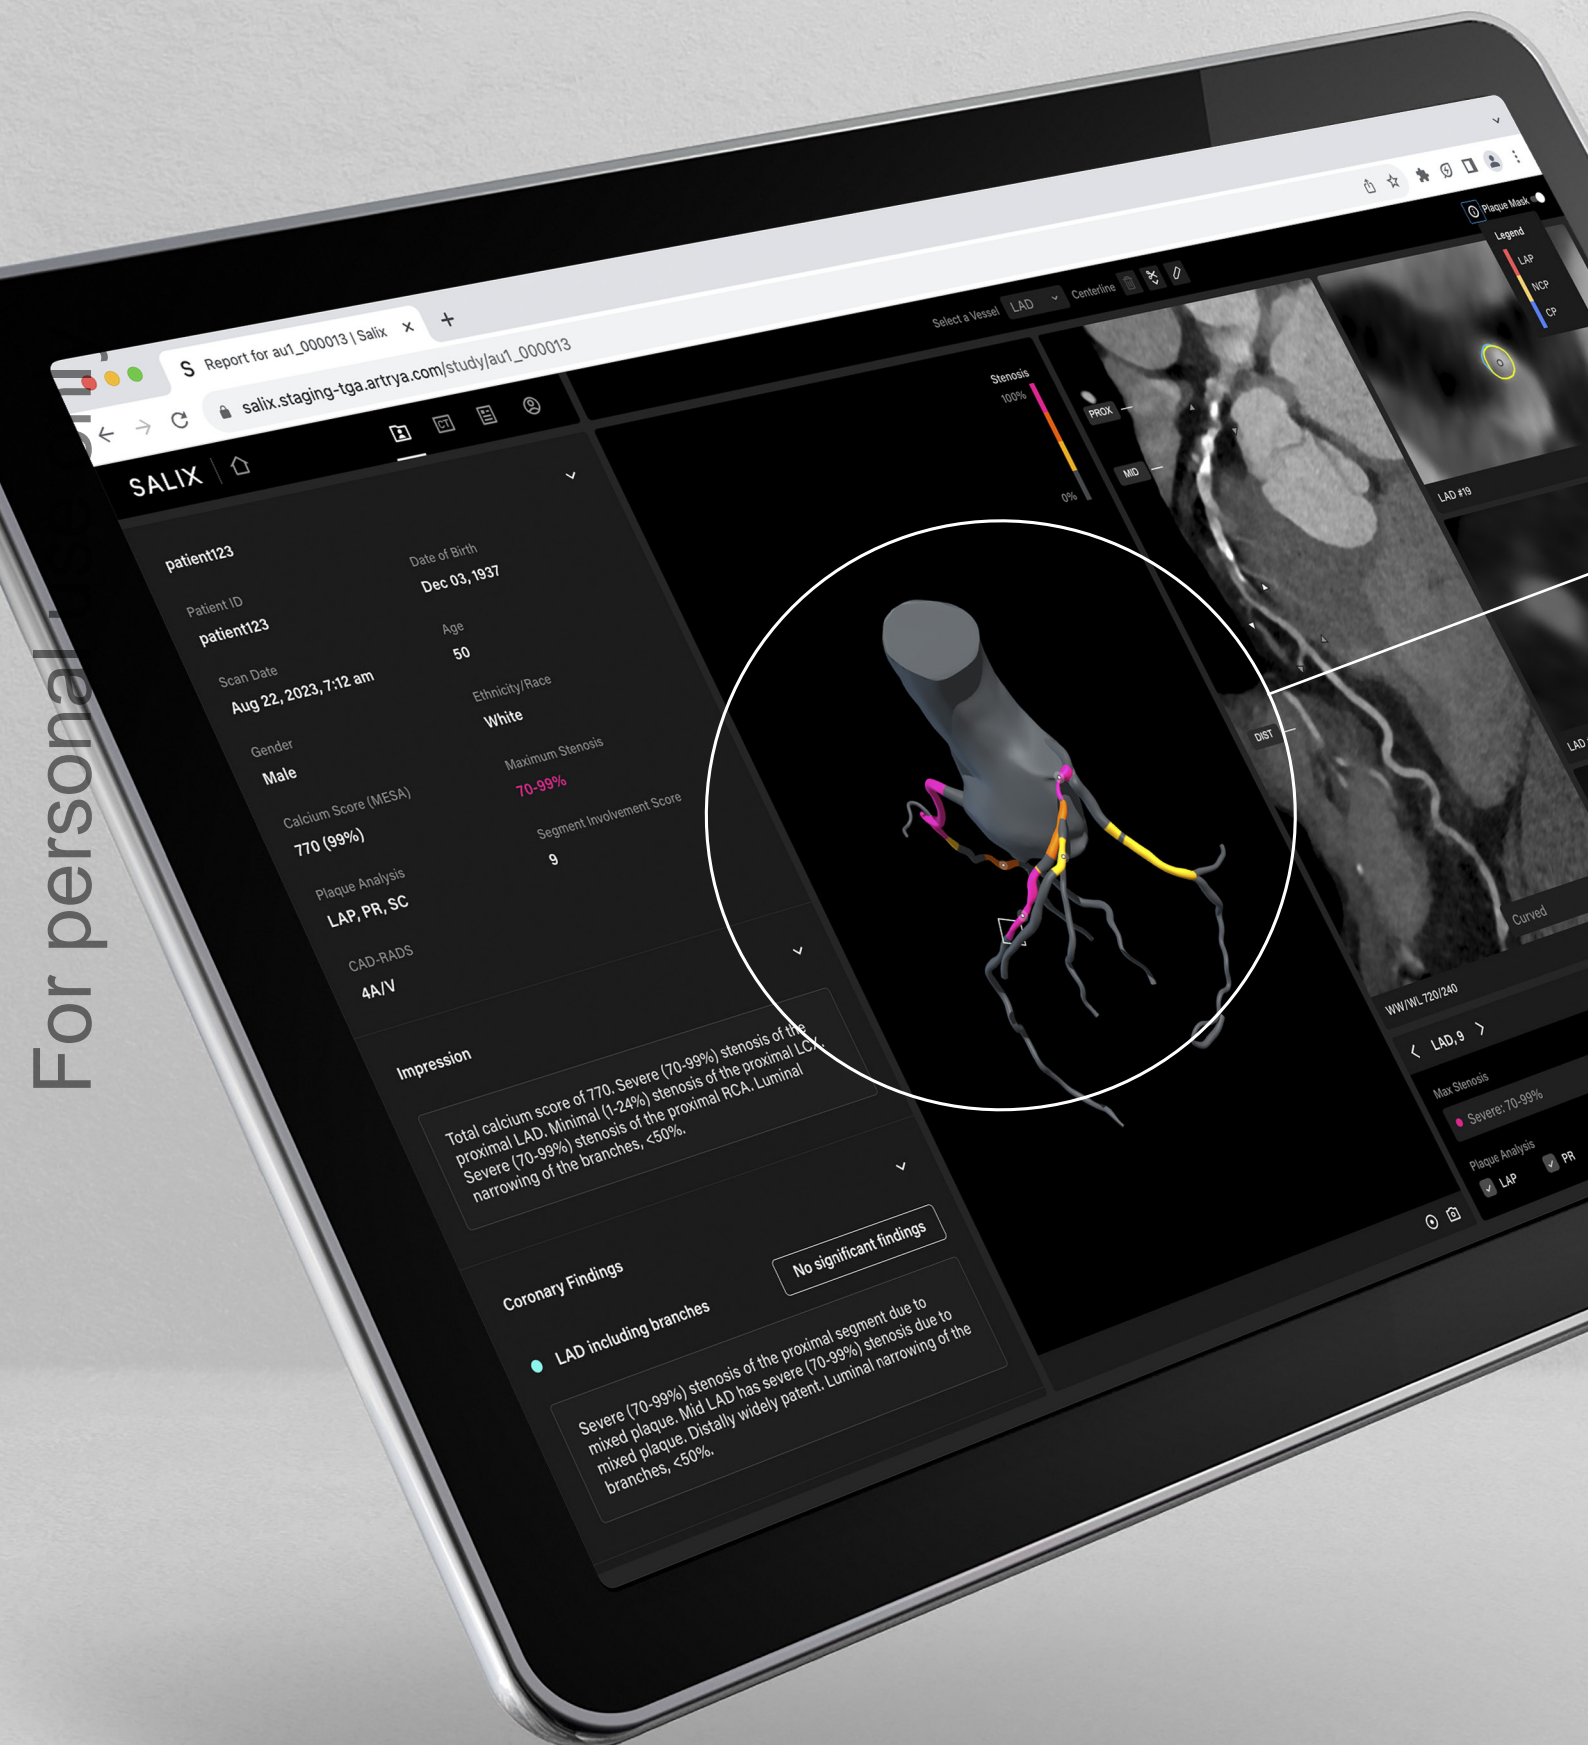 Report for au1_000013 | Salix
salix.staging-tga.artrya.com/study/au1_000013
SALIX
patient123
Patient ID
patient123
Date of Birth
Dec 03, 1937
Scan Date
Aug 22, 2023, 7:12 am
Age
50
Gender
Male
Ethnicity/Race
White
Calcium Score (MESA)
770 (99%)
Maximum Stenosis
70-99%
Plaque Analysis
LAP, PR, SC
Segment Involvement Score
9
CAD-RADS
4A/V
Impression
Total calcium score of 770. Severe (70-99%) stenosis of the
proximal LAD. Minimal (1-24%) stenosis of the proximal LCX.
Severe (70-99%) stenosis of the proximal RCA. Luminal
narrowing of the branches, <50%.
Coronary Findings
No significant findings
LAD including branches
Severe (70-99%) stenosis of the proximal segment due to
mixed plaque. Mid LAD has severe (70-99%) stenosis due to
mixed plaque. Distally widely patent. Luminal narrowing of the
branches, <50%.
Select a Vessel
LAD
Centerline
CT
Stenosis
100%
0%
PROX
MID
DIST
Plaque Mask
Legend
LAP
NCP
CP
LAD #19
LAD
Curved
WW/WL 720/240
LAD, 9
Max Stenosis
Severe: 70-99%
Plaque Analysis
LAP
PR
For personal use only